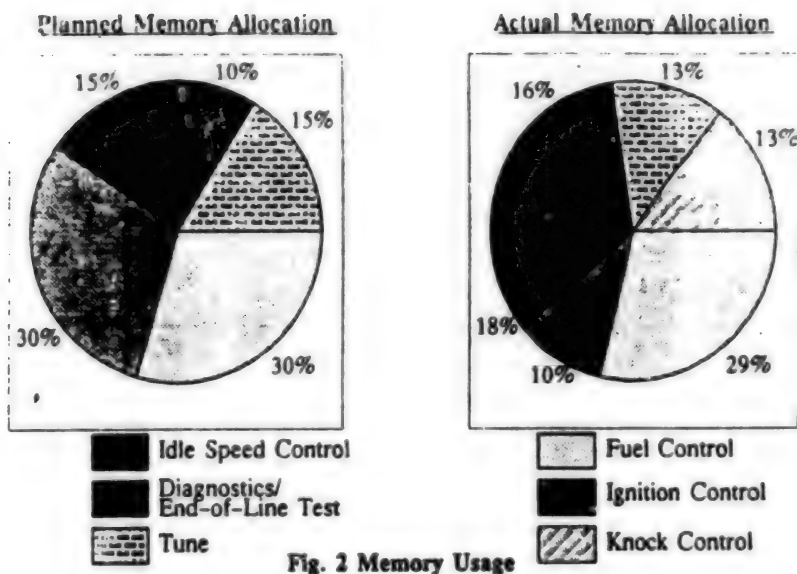 Planned Memory Allocation
Actual Memory Allocation
15%
10%
15%
30%
30%
16%
13%
13%
18%
10%
29%
Idle Speed Control
Diagnostics/
End-of-Line Test
Tune
Fuel Control
Ignition Control
Knock Control
Fig. 2 Memory Usage